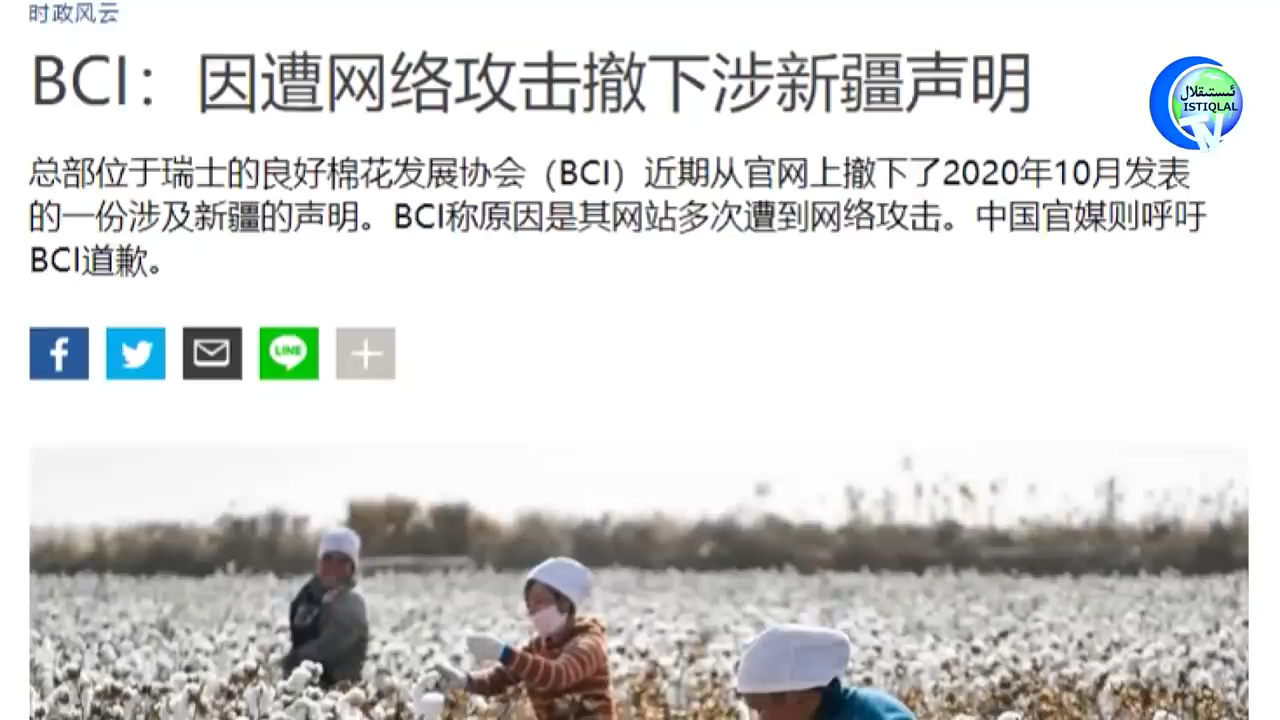 时政风云
BCI：因遭网络攻击撤下涉新疆声明
ئىستىقلال
ISTIQLAL
TV
总部位于瑞士的良好棉花发展协会（BCI）近期从官网上撤下了2020年10月发表
的一份涉及新疆的声明。BCI称原因是其网站多次遭到网络攻击。中国官媒则呼吁
BCI道歉。
LINE